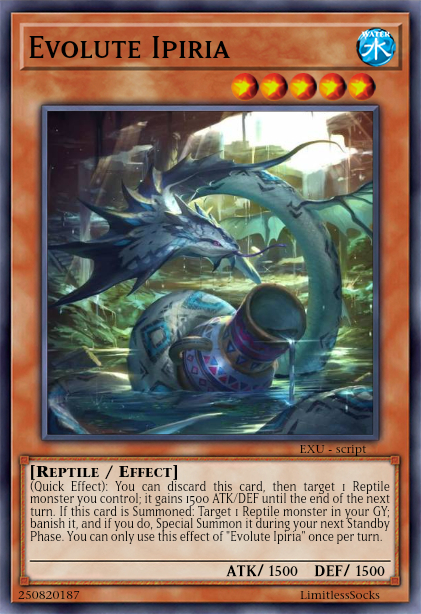 Evolute Ipiria
WATER
水
EXU - script
[Reptile / Effect]
(Quick Effect): You can discard this card, then target 1 Reptile
monster you control; it gains 1500 ATK/DEF until the end of the next
turn. If this card is Summoned: Target 1 Reptile monster in your GY;
banish it, and if you do, Special Summon it during your next Standby
Phase. You can only use this effect of "Evolute Ipiria" once per turn.
ATK/ 1500 DEF/ 1500
250820187 LimitlessSocks